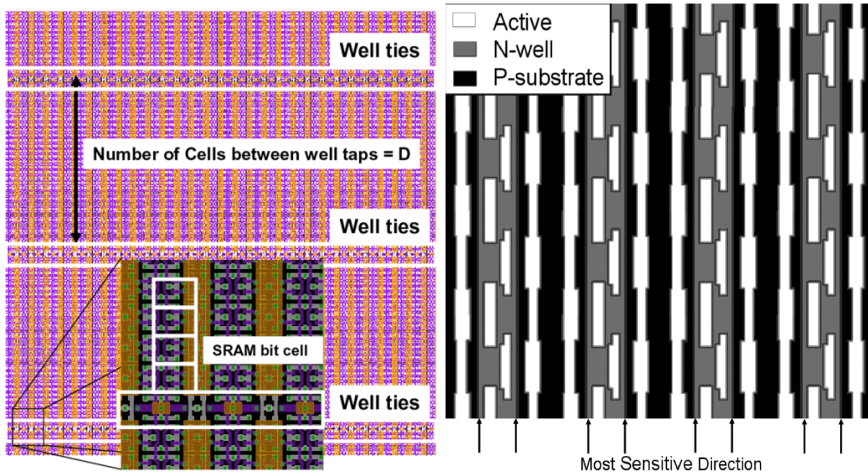 Well ties
Number of Cells between well taps = D
Well ties
SRAM bit cell
Well ties
Active
N-well
P-substrate
Most Sensitive Direction